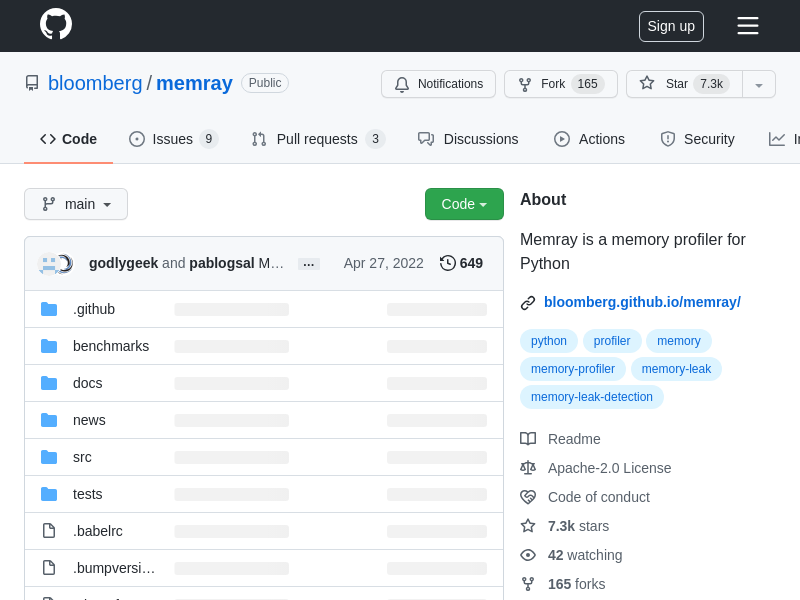 Sign up
bloomberg / memray Public
Notifications
Fork 165
Star 7.3k
Code
Issues 9
Pull requests 3
Discussions
Actions
Security
main
Code
godlygeek and pablogsal M… ... Apr 27, 2022 649
.github
benchmarks
docs
news
src
tests
.babelrc
.bumpversi…
About
Memray is a memory profiler for
Python
bloomberg.github.io/memray/
python profiler memory
memory-profiler memory-leak
memory-leak-detection
Readme
Apache-2.0 License
Code of conduct
7.3k stars
42 watching
165 forks